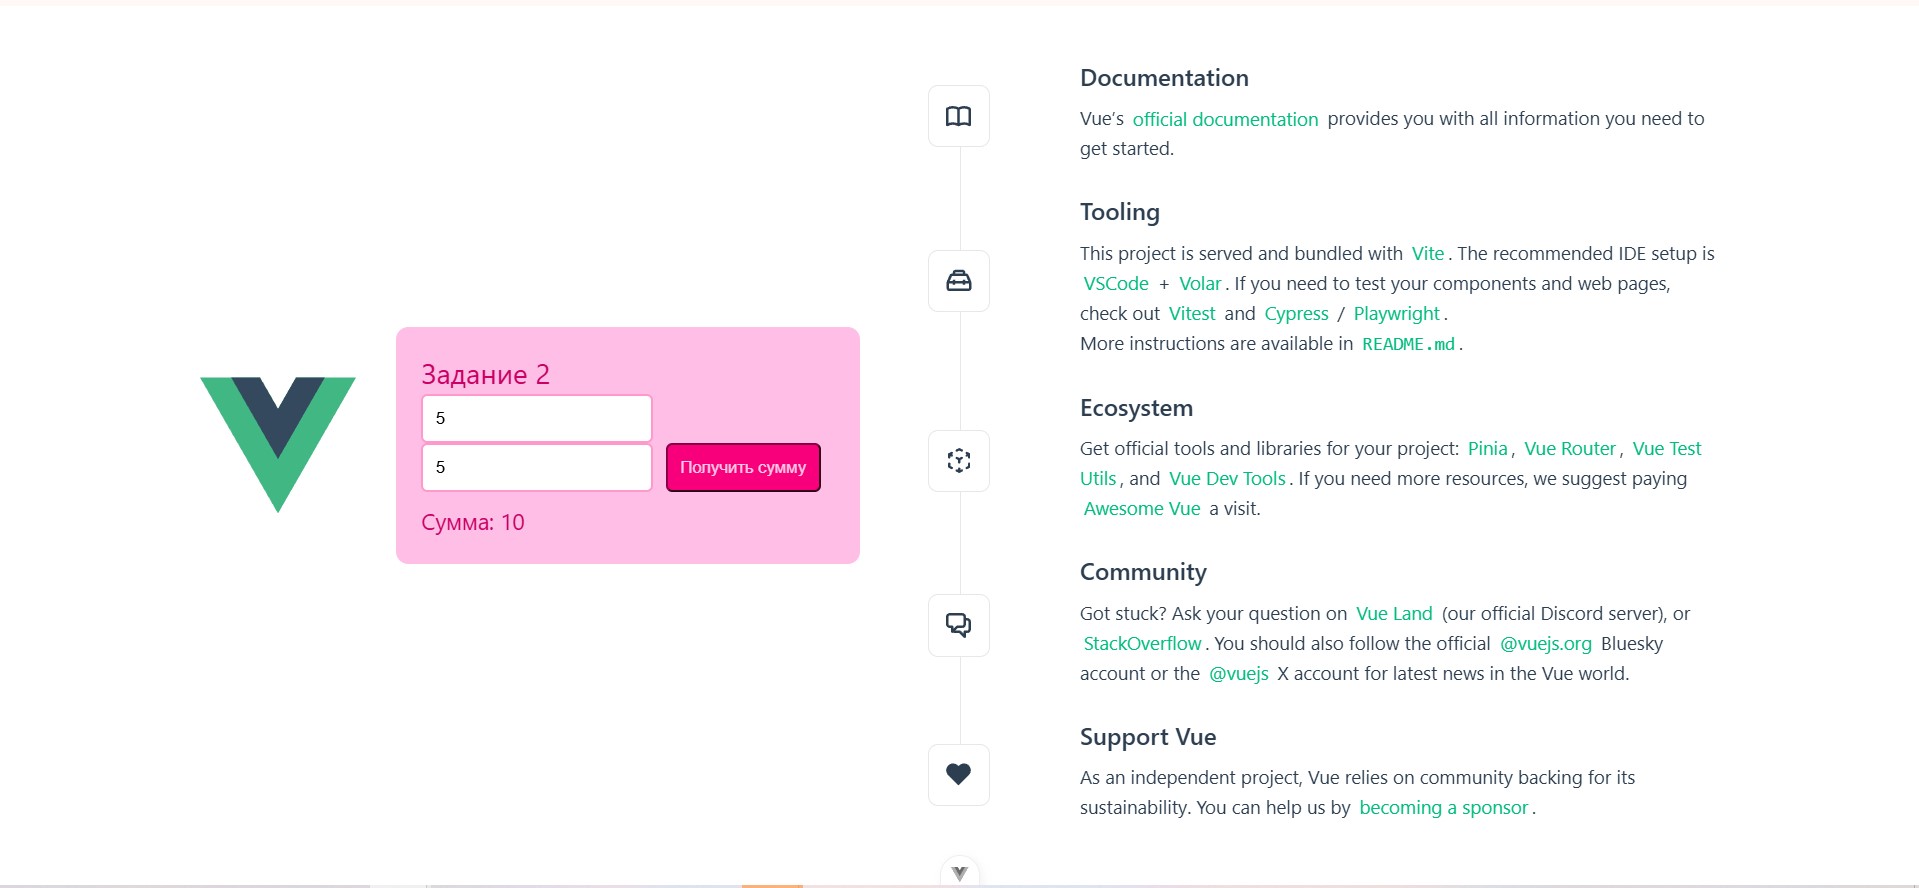 Задание 2
5
5
Получить сумму
Сумма: 10
Documentation
Vue’s official documentation provides you with all information you need to
get started.
Tooling
This project is served and bundled with Vite. The recommended IDE setup is
VSCode + Volar. If you need to test your components and web pages,
check out Vitest and Cypress / Playwright.
More instructions are available in README.md.
Ecosystem
Get official tools and libraries for your project: Pinia, Vue Router, Vue Test
Utils, and Vue Dev Tools. If you need more resources, we suggest paying
Awesome Vue a visit.
Community
Got stuck? Ask your question on Vue Land (our official Discord server), or
StackOverflow. You should also follow the official @vuejs.org Bluesky
account or the @vuejs X account for latest news in the Vue world.
Support Vue
As an independent project, Vue relies on community backing for its
sustainability. You can help us by becoming a sponsor.